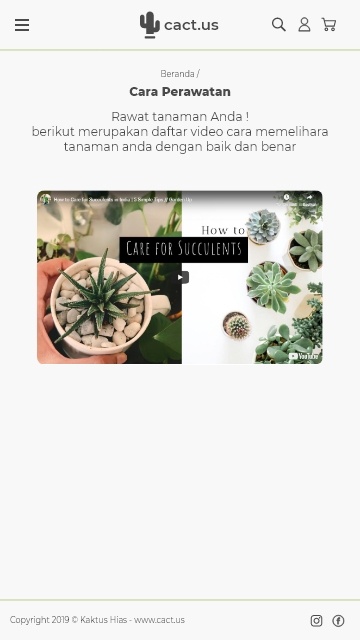 cact.us
Beranda /
Cara Perawatan
Rawat tanaman Anda !
berikut merupakan daftar video cara memelihara
tanaman anda dengan baik dan benar
How to Care for Succulents in India | 5 Simple Tips // Garden Up
How to
CARE FOR SUCCULENTS
YouTube
Copyright 2019 © Kaktus Hias - www.cact.us